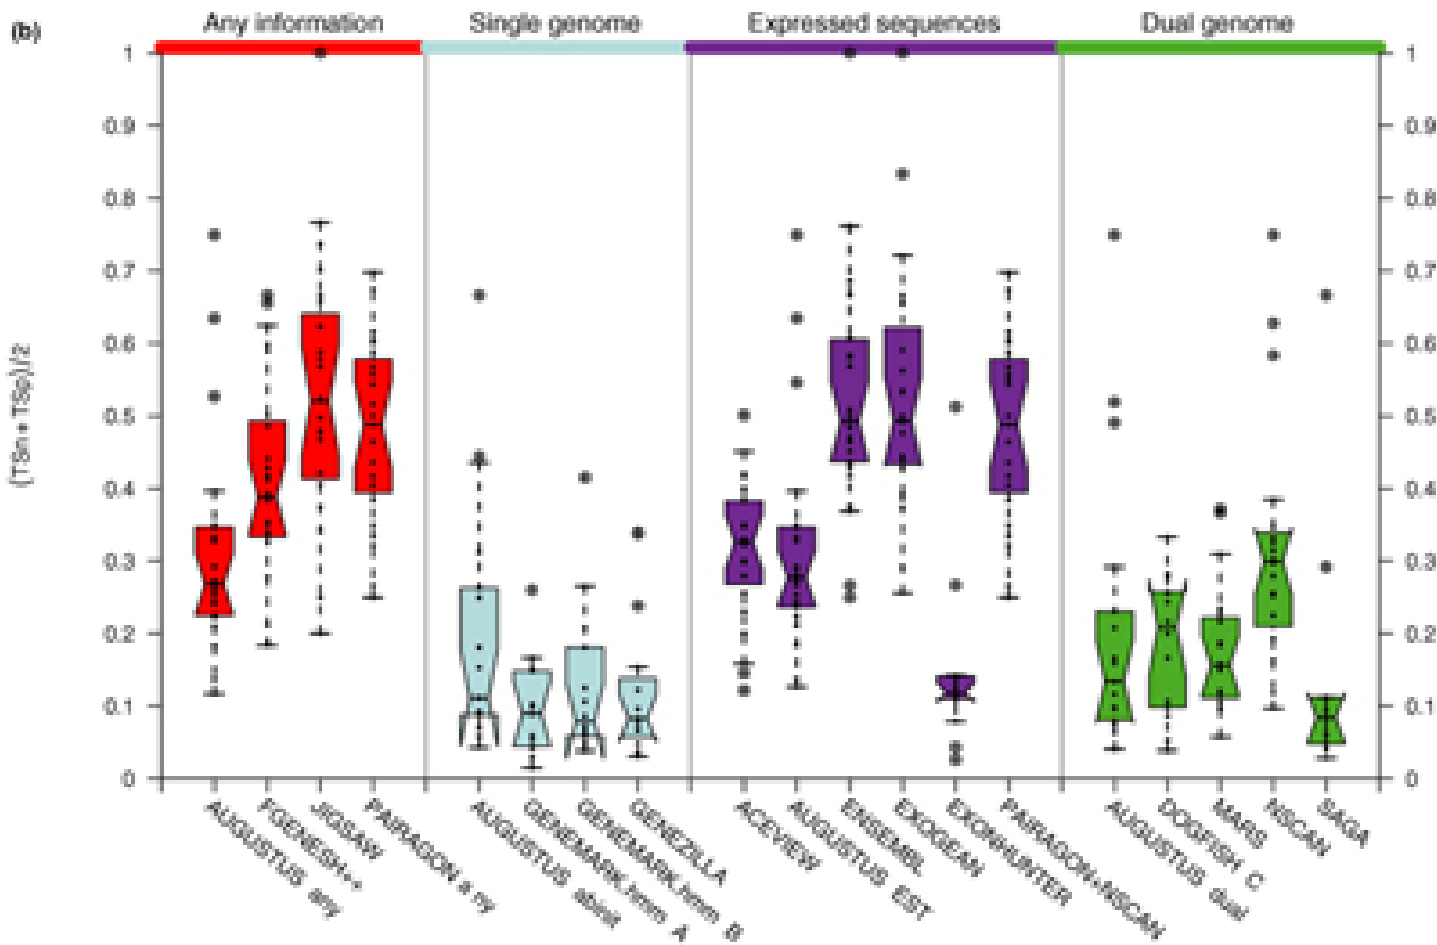 (b)
Any information
Single genome
Expressed sequences
Dual genome
1
0.9
0.8
0.7
0.6
0.5
0.4
0.3
0.2
0.1
0
1
0.9
0.8
0.7
0.6
0.5
0.4
0.3
0.2
0.1
0
(TSn+TSp)/2
AUGUSTUS any
FGENESH++
JIGSAW
PAIRAGON any
AUGUSTUS abinit
GENEMARK.hmm A
GENEMARK.hmm B
GENEZILLA
ACEVIEW
AUGUSTUS EST
ENSEMBL
EXOGEAN
EXONHUNTER
PAIRAGON+NSCAN
AUGUSTUS dual
DOGFISH C
MARS
NSCAN
SAGA